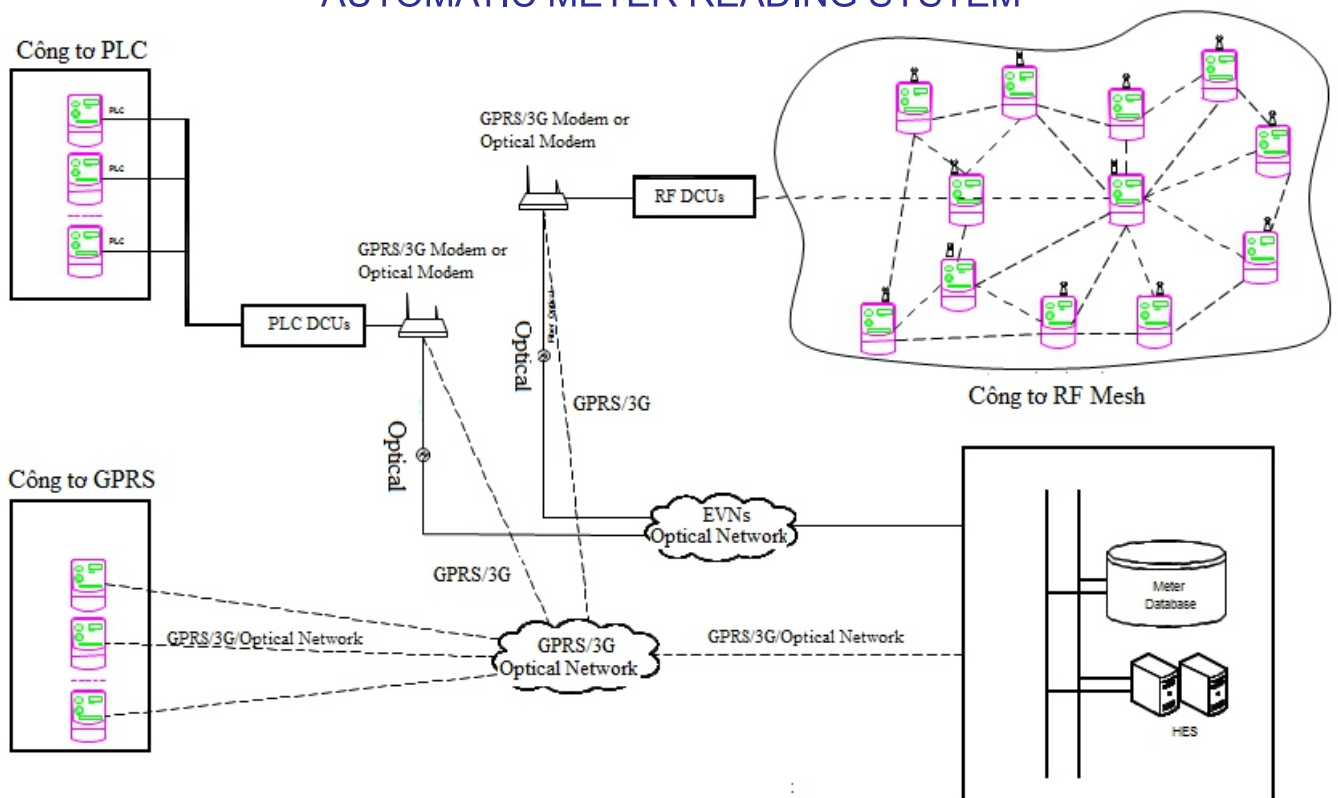 AUTOMATIC METER READING SYSTEM
Công tơ PLC
PLC
PLC
PLC
GPRS/3G Modem or
Optical Modem
RF DCUs
GPRS/3G Modem or
Optical Modem
PLC DCUs
Optical
GPRS/3G
Công tơ RF Mesh
Optical
Công tơ GPRS
EVNs
Optical Network
GPRS/3G
GPRS/3G/Optical Network
GPRS/3G
Optical Network
GPRS/3G/Optical Network
Meter
Database
HES